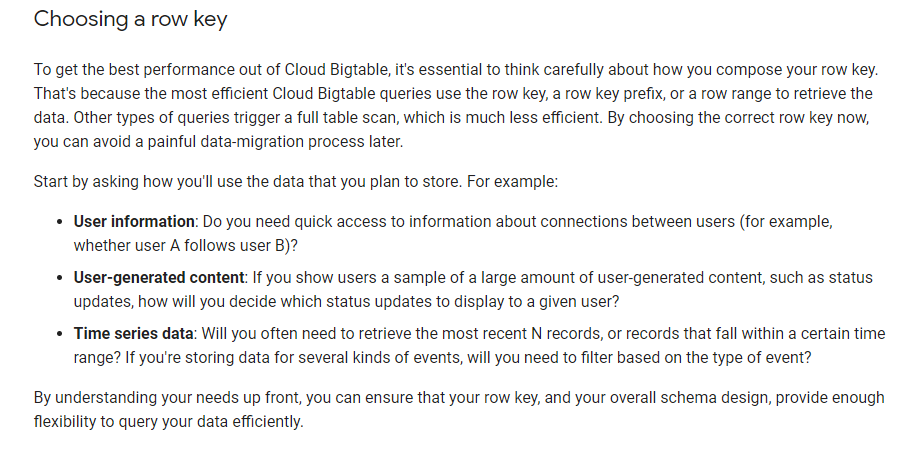 Choosing a row key
To get the best performance out of Cloud Bigtable, it's essential to think carefully about how you compose your row key.
That's because the most efficient Cloud Bigtable queries use the row key, a row key prefix, or a row range to retrieve the
data. Other types of queries trigger a full table scan, which is much less efficient. By choosing the correct row key now,
you can avoid a painful data-migration process later.
Start by asking how you'll use the data that you plan to store. For example:
• User information: Do you need quick access to information about connections between users (for example,
whether user A follows user B)?
• User-generated content: If you show users a sample of a large amount of user-generated content, such as status
updates, how will you decide which status updates to display to a given user?
• Time series data: Will you often need to retrieve the most recent N records, or records that fall within a certain time
range? If you're storing data for several kinds of events, will you need to filter based on the type of event?
By understanding your needs up front, you can ensure that your row key, and your overall schema design, provide enough
flexibility to query your data efficiently.